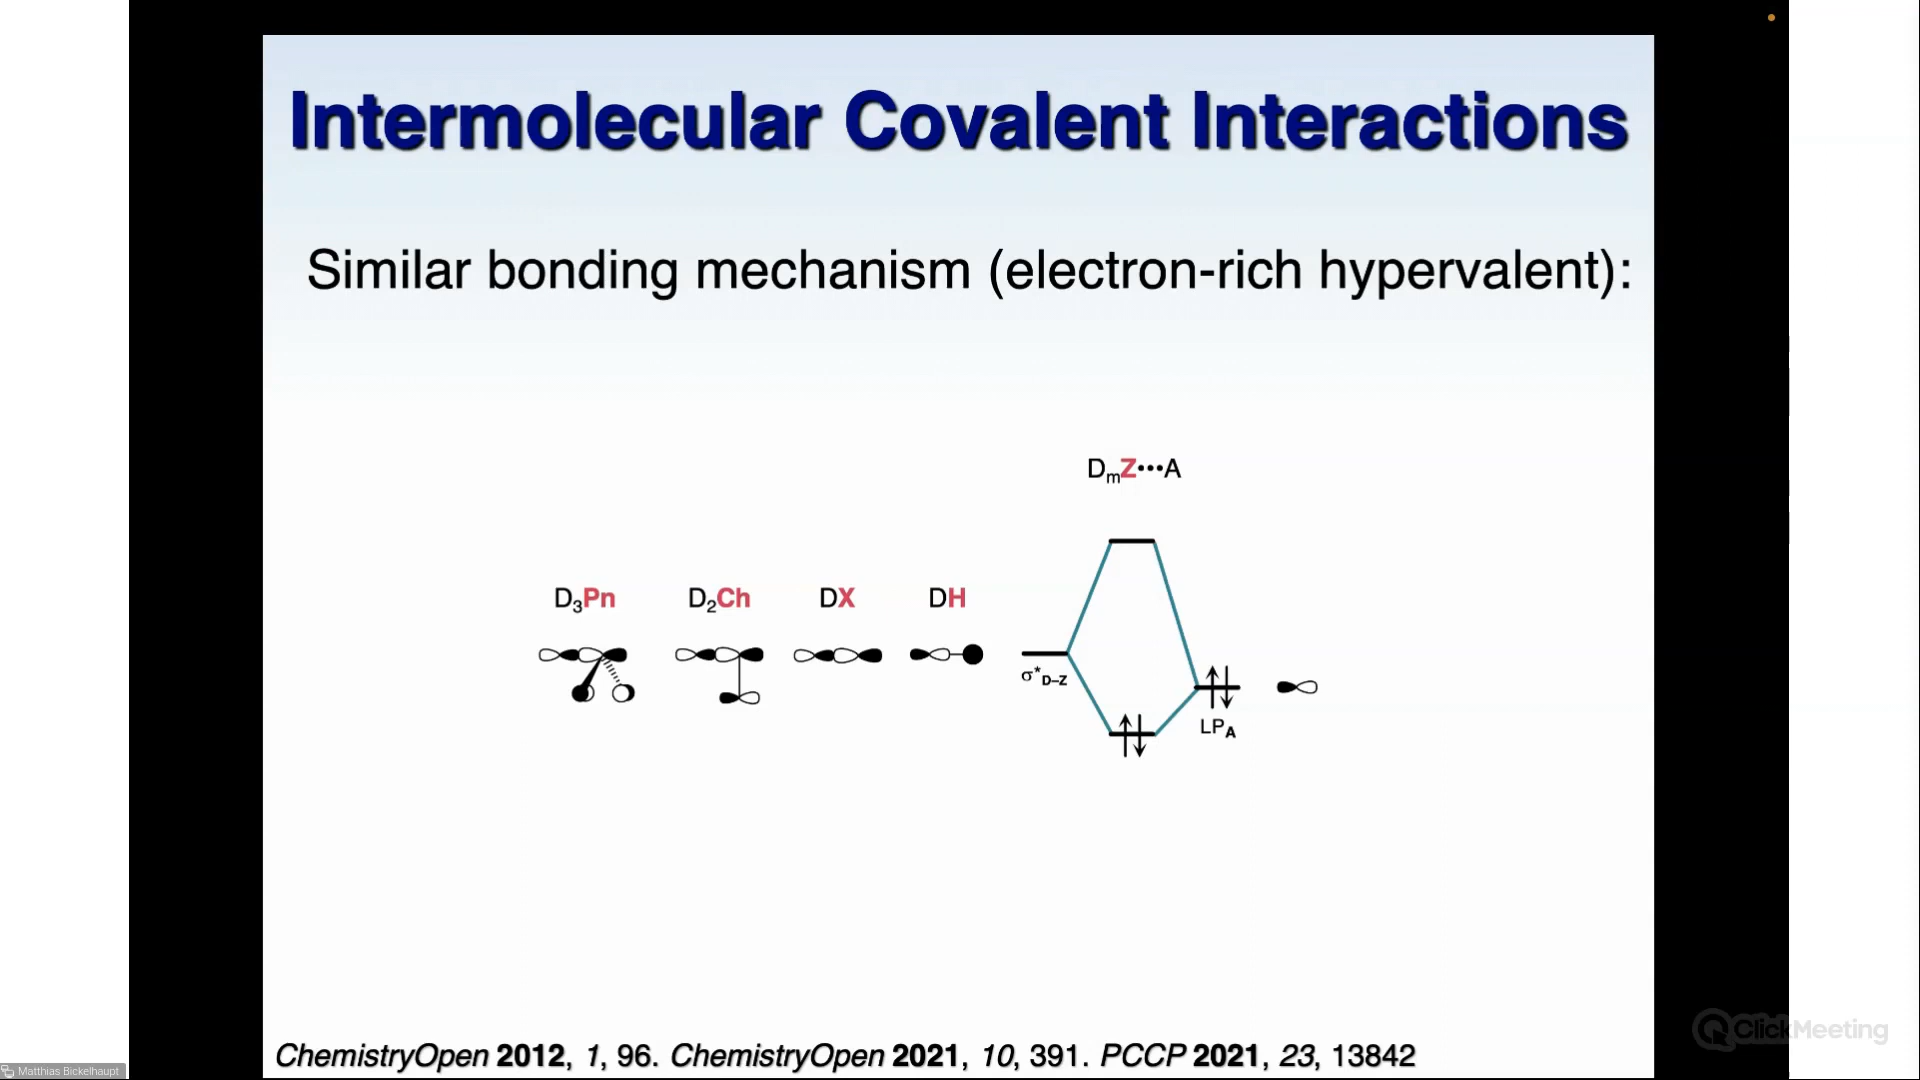 Intermolecular Covalent Interactions
Similar bonding mechanism (electron-rich hypervalent):
DmZ•••A
D3Pn D2Ch DX DH
σ*D–Z
LPA
ChemistryOpen 2012, 1, 96. ChemistryOpen 2021, 10, 391. PCCP 2021, 23, 13842
ClickMeeting
Matthias Bickelhaupt